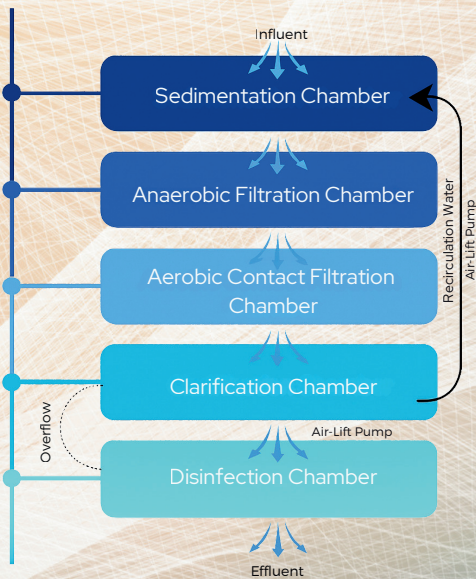 Influent
Sedimentation Chamber
Anaerobic Filtration Chamber
Recirculation Water
Air-Lift Pump
Aerobic Contact Filtration
Chamber
Clarification Chamber
Overflow
Air-Lift Pump
Disinfection Chamber
Effluent